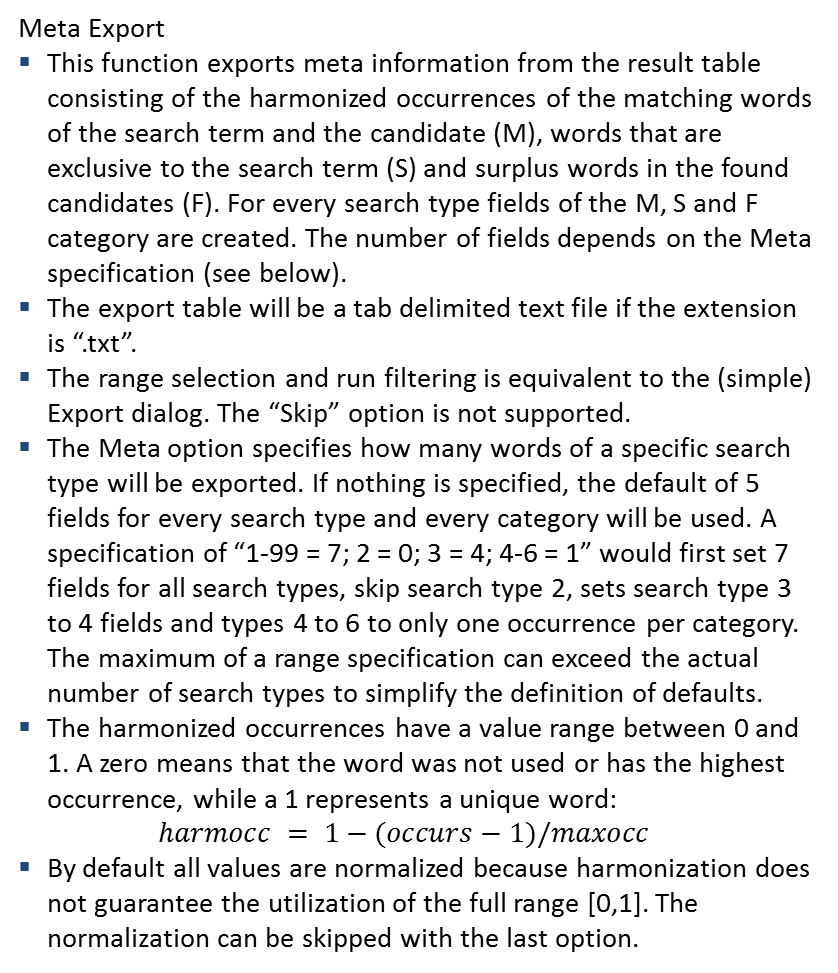 Meta Export
▪ This function exports meta information from the result table
consisting of the harmonized occurrences of the matching words
of the search term and the candidate (M), words that are
exclusive to the search term (S) and surplus words in the found
candidates (F). For every search type fields of the M, S and F
category are created. The number of fields depends on the Meta
specification (see below).
▪ The export table will be a tab delimited text file if the extension
is “.txt”.
▪ The range selection and run filtering is equivalent to the (simple)
Export dialog. The “Skip” option is not supported.
▪ The Meta option specifies how many words of a specific search
type will be exported. If nothing is specified, the default of 5
fields for every search type and every category will be used. A
specification of “1-99 = 7; 2 = 0; 3 = 4; 4-6 = 1” would first set 7
fields for all search types, skip search type 2, sets search type 3
to 4 fields and types 4 to 6 to only one occurrence per category.
The maximum of a range specification can exceed the actual
number of search types to simplify the definition of defaults.
▪ The harmonized occurrences have a value range between 0 and
1. A zero means that the word was not used or has the highest
occurrence, while a 1 represents a unique word:
harmocc = 1 − (occurs − 1)/maxocc
▪ By default all values are normalized because harmonization does
not guarantee the utilization of the full range [0,1]. The
normalization can be skipped with the last option.